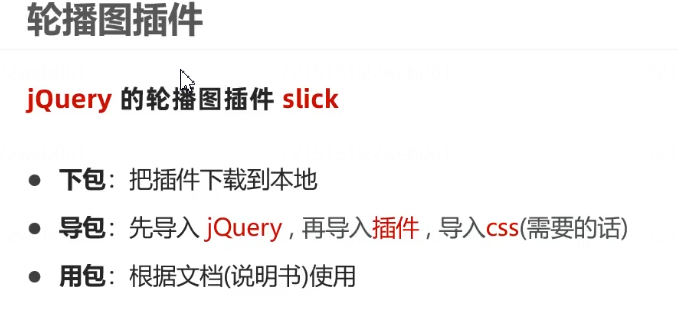 轮播图插件
jQuery 的轮播图插件 slick
● 下包：把插件下载到本地
● 导包：先导入 jQuery , 再导入插件 , 导入css(需要的话)
● 用包：根据文档(说明书)使用